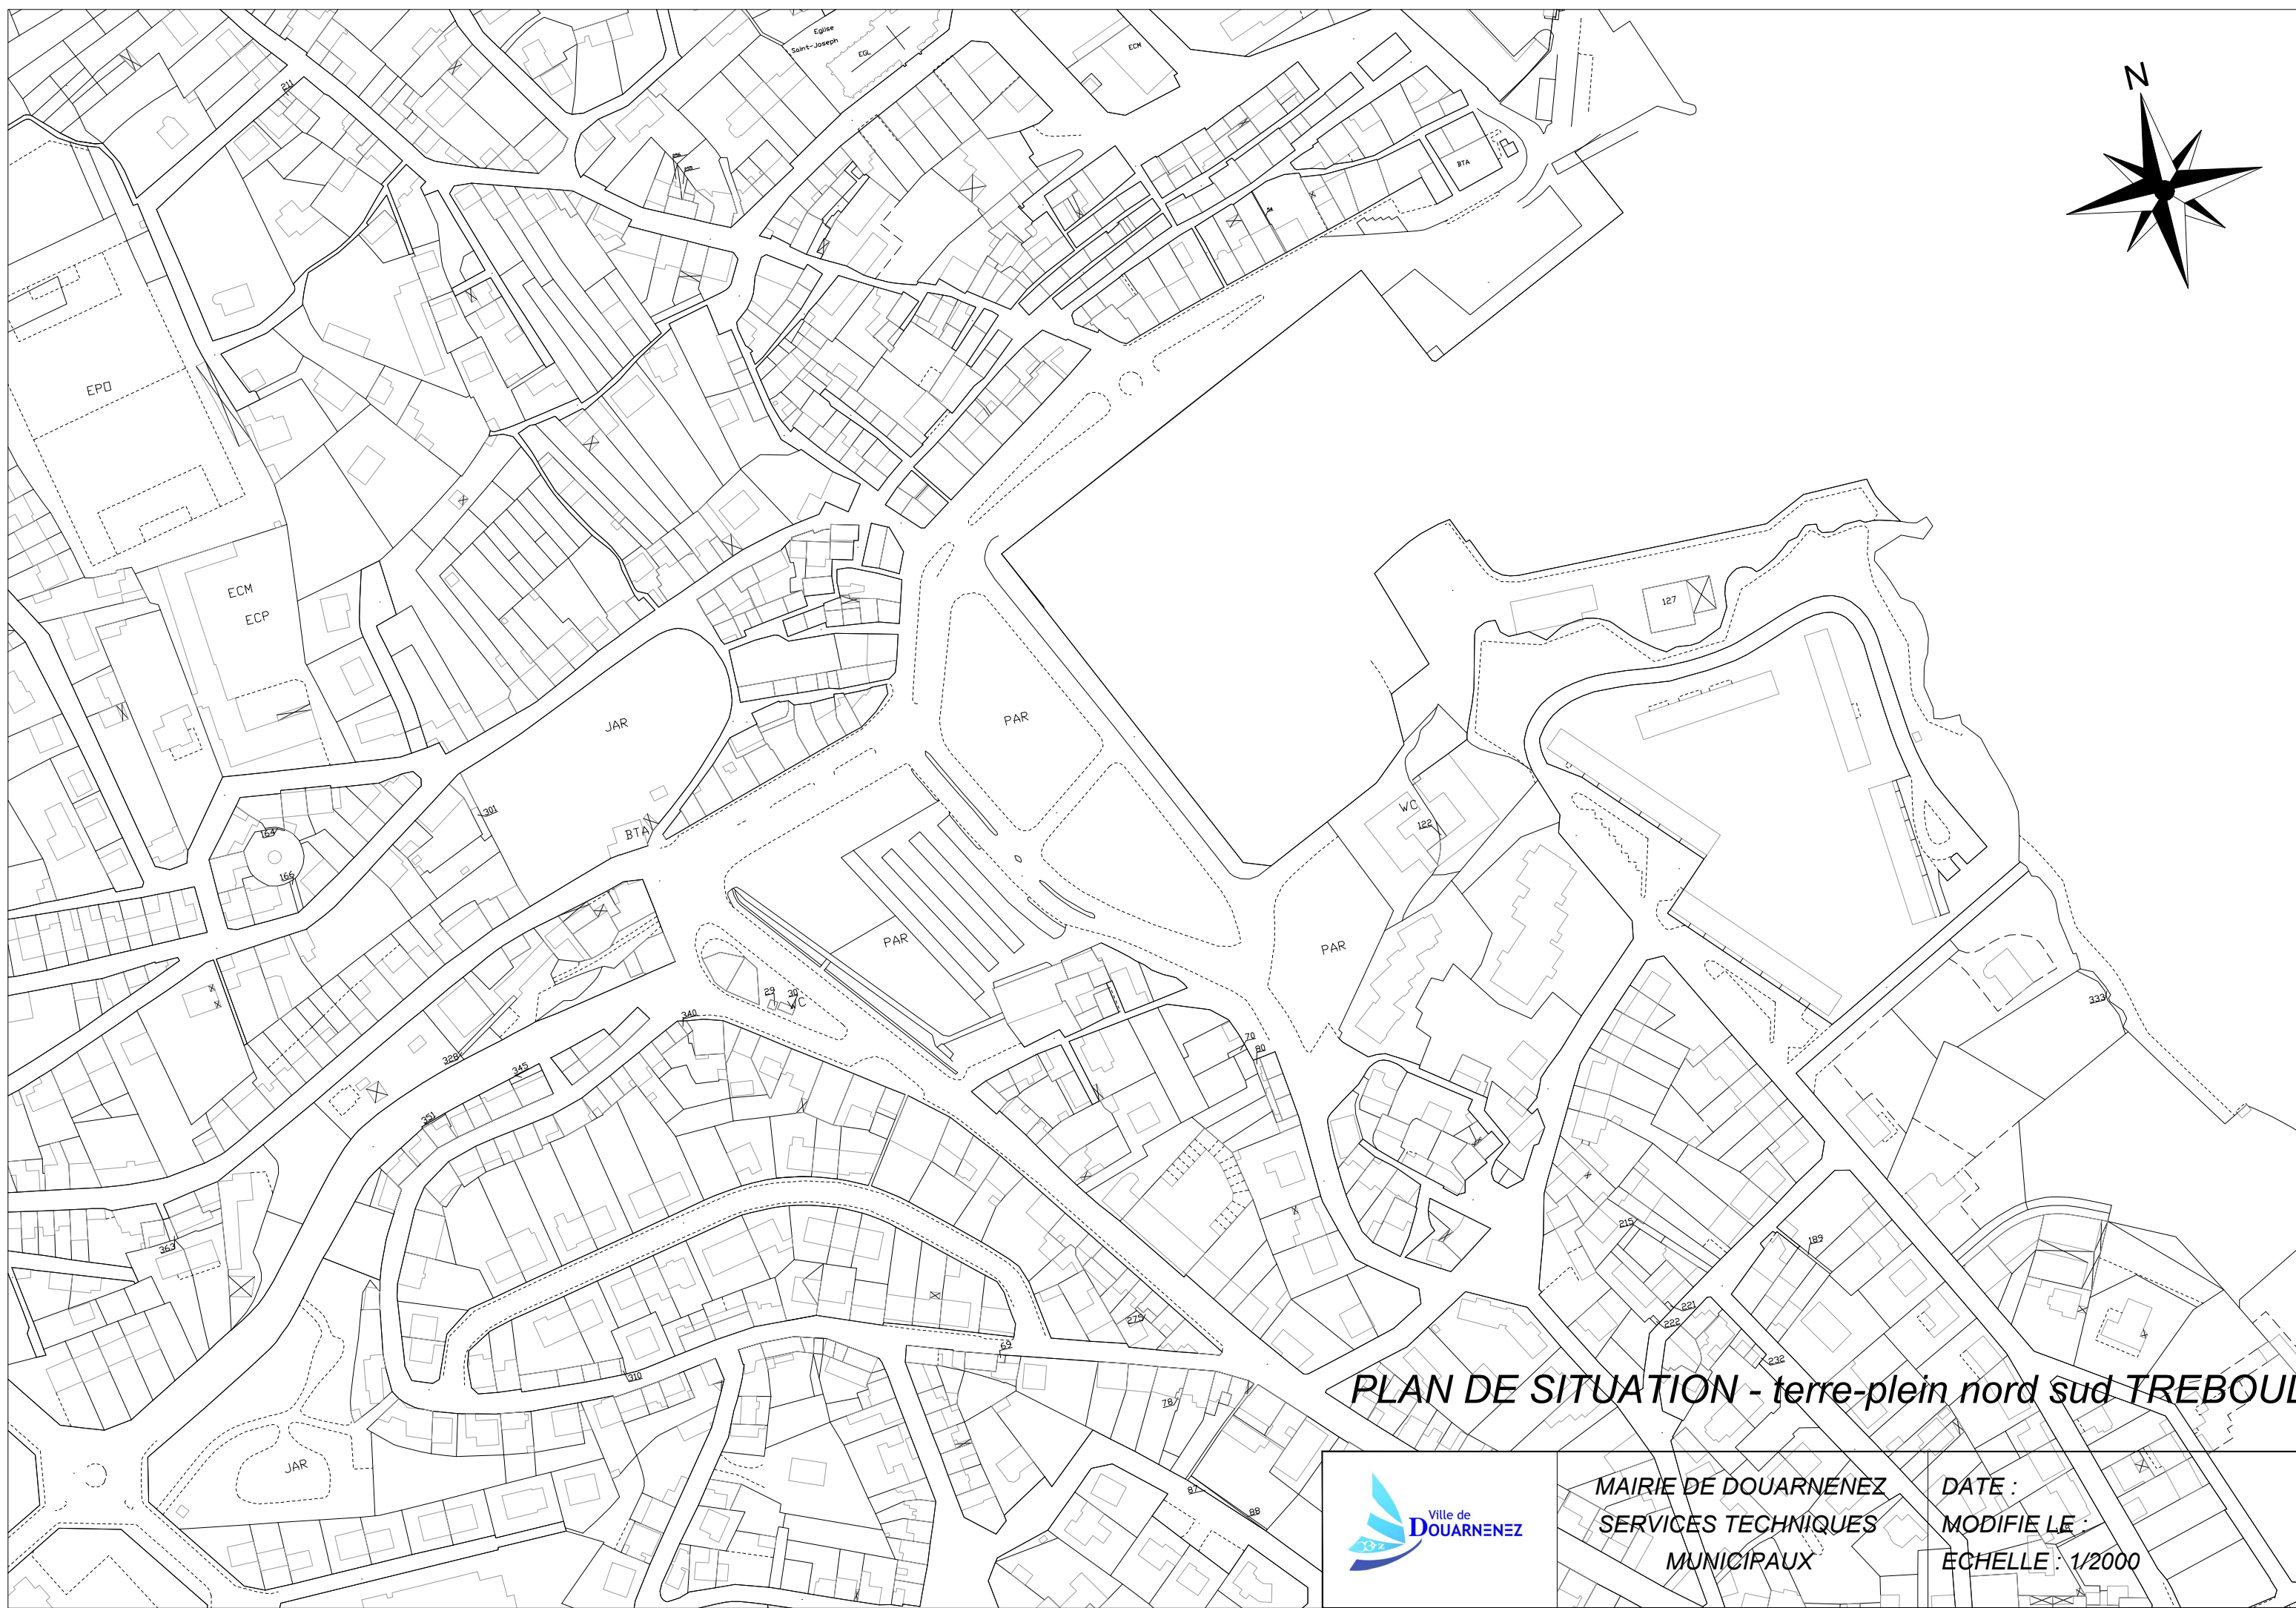 Eglise
Saint-Joseph
EGL
ECM
N
211
BTA
EPO
ECM
ECP
127
JAR
PAR
301
BTA
WC
122
164
166
PAR
PAR
29
30
WC
340
333
328
345
351
70
80
363
215
189
221
222
232
275
69
310
78
JAR
87
88
PLAN DE SITUATION - terre-plein nord sud TREBOUL
Ville de
DOUARNENEZ
MAIRIE DE DOUARNENEZ
SERVICES TECHNIQUES
MUNICIPAUX
DATE :
MODIFIE LE :
ECHELLE : 1/2000